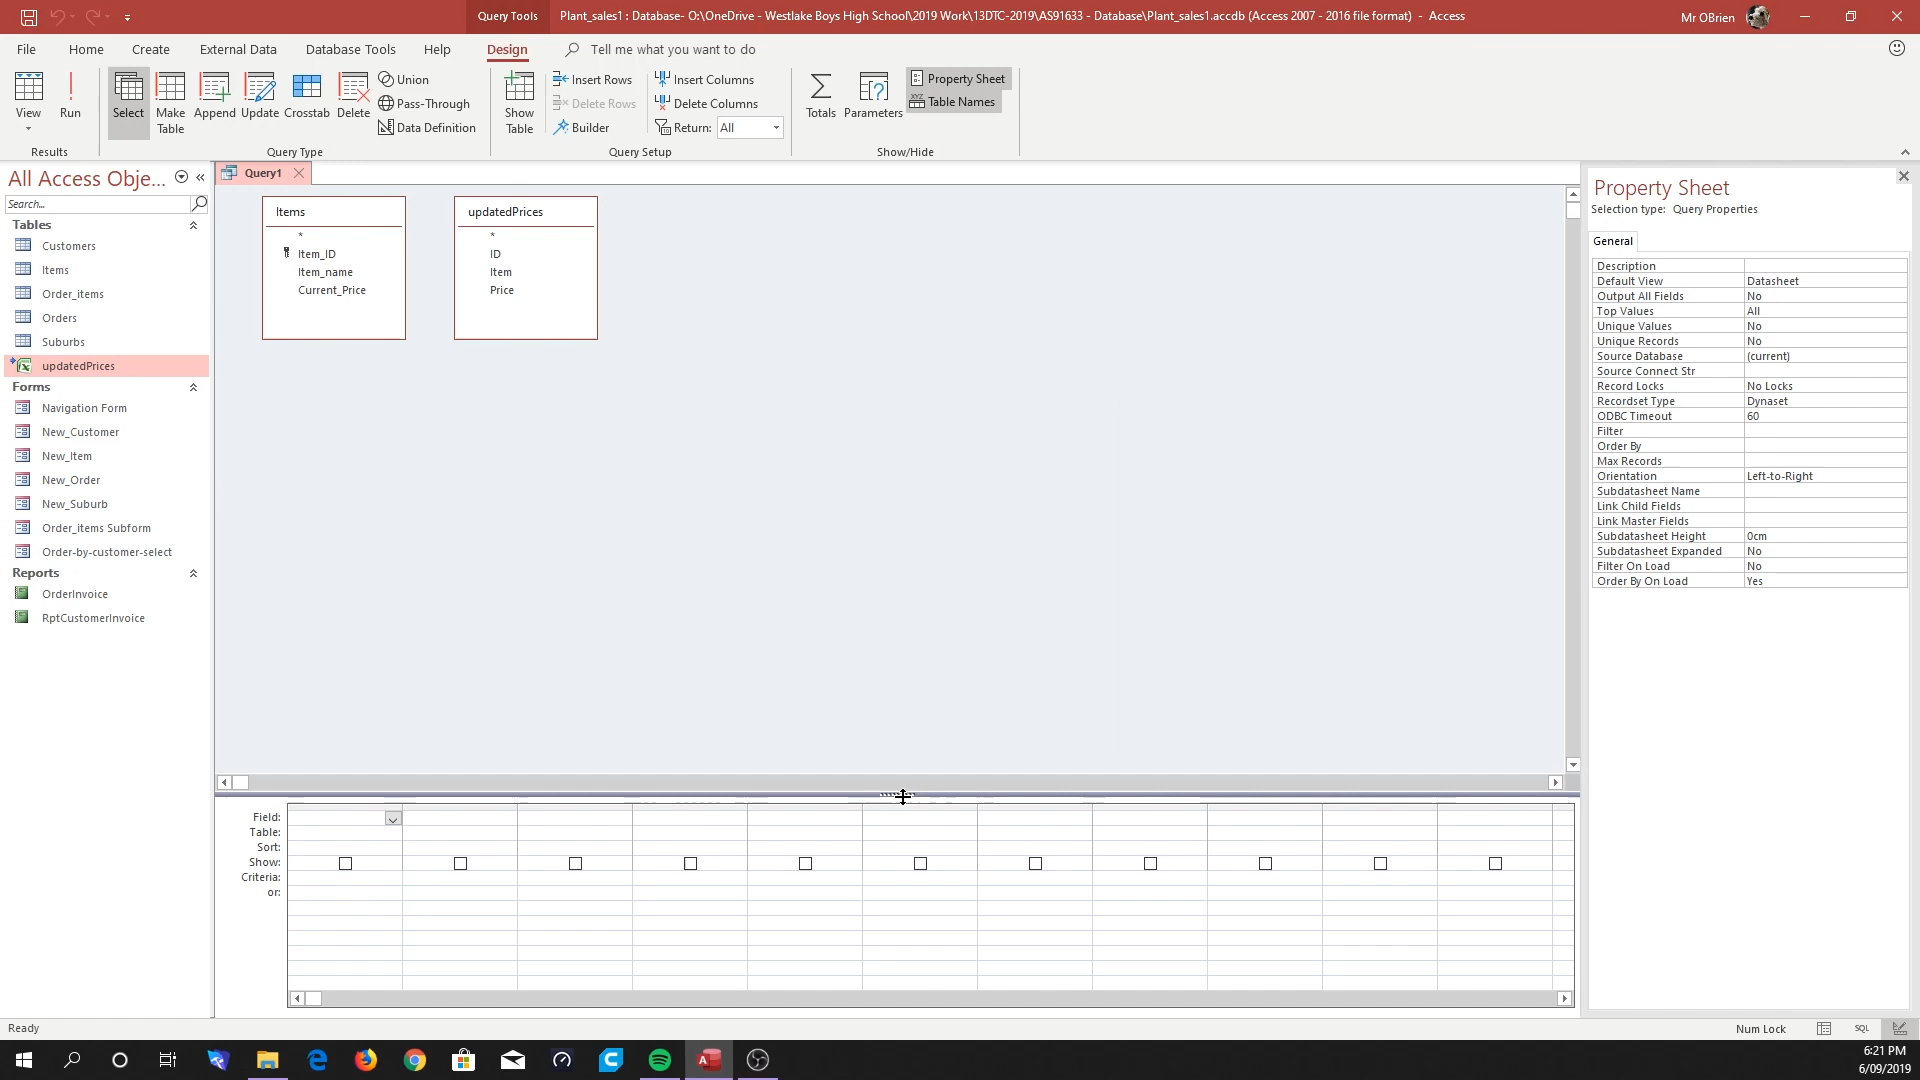 Query Tools
Plant_sales1 : Database- O:\OneDrive - Westlake Boys High School\2019 Work\13DTC-2019\AS91633 - Database\Plant_sales1.accdb (Access 2007 - 2016 file format) - Access
Mr OBrien
File Home Create External Data Database Tools Help Design Tell me what you want to do
View Run
Results
Select Make Table Append Update Crosstab Delete
Union
Pass-Through
Data Definition
Query Type
Show Table
Insert Rows
Delete Rows
Builder
Insert Columns
Delete Columns
Return: All
Query Setup
Totals Parameters
Property Sheet
XYZ Table Names
Show/Hide
All Access Obje...
Search...
Tables
Customers
Items
Order_items
Orders
Suburbs
updatedPrices
Forms
Navigation Form
New_Customer
New_Item
New_Order
New_Suburb
Order_items Subform
Order-by-customer-select
Reports
OrderInvoice
RptCustomerInvoice
Query1
Items
*
Item_ID
Item_name
Current_Price
updatedPrices
*
ID
Item
Price
Field:
Table:
Sort:
Show:
Criteria:
or:
Property Sheet
Selection type: Query Properties
General
Description
Default View Datasheet
Output All Fields No
Top Values All
Unique Values No
Unique Records No
Source Database (current)
Source Connect Str
Record Locks No Locks
Recordset Type Dynaset
ODBC Timeout 60
Filter
Order By
Max Records
Orientation Left-to-Right
Subdatasheet Name
Link Child Fields
Link Master Fields
Subdatasheet Height 0cm
Subdatasheet Expanded No
Filter On Load No
Order By On Load Yes
Ready
Num Lock
SQL
6:21 PM
6/09/2019